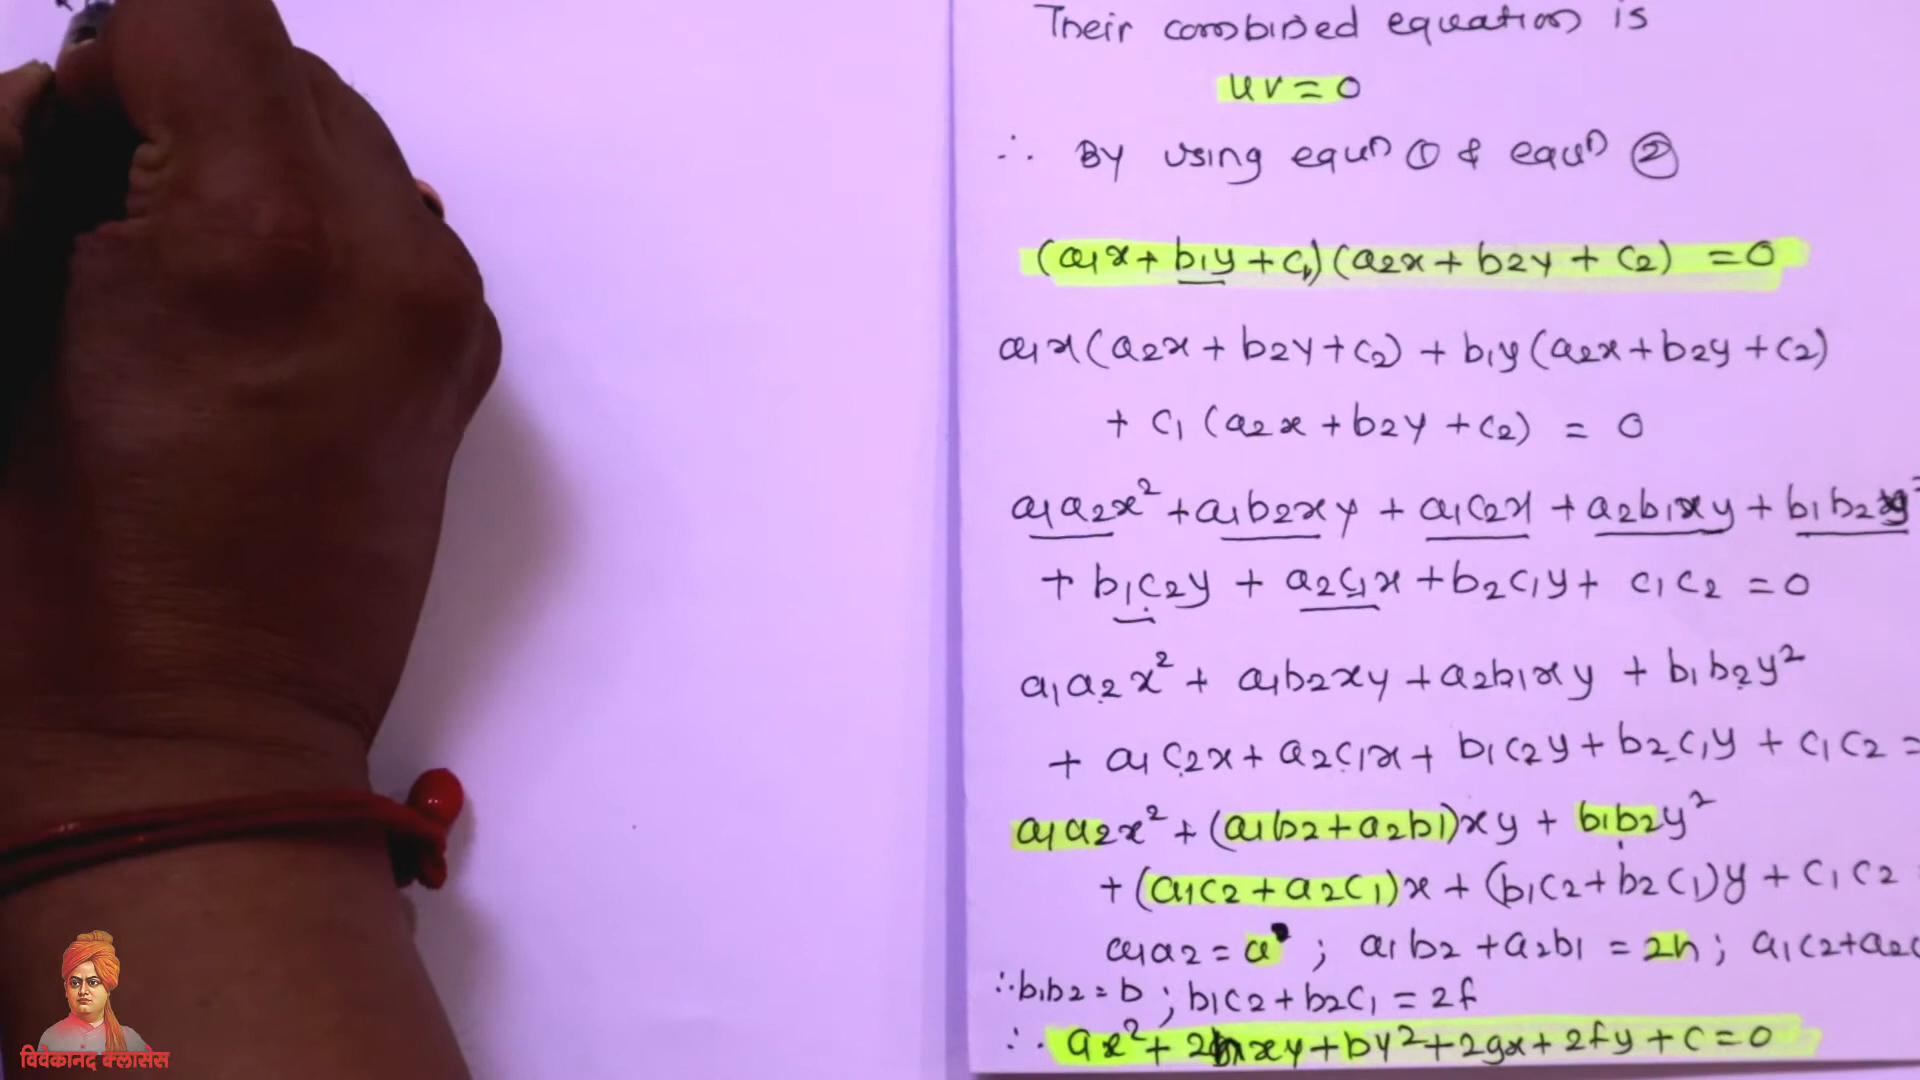 Their combined equation is
uv=0
∴ By using equn ① & equn ②
(a1x+b1y+c1)(a2x+b2y+c2) =0
a1x(a2x+b2y+c2)+b1y(a2x+b2y+c2)
+ c1(a2x+b2y+c2) = 0
a1a2x²+a1b2xy+a1c2x+a2b1xy+b1b2y²
+ b1c2y + a2c1x +b2c1y+ c1c2 =0
a1a2x²+ a1b2xy+a2b1xy + b1b2y²
+ a1c2x+a2c1x+b1c2y+b2c1y + c1c2 =
a1a2x²+(a1b2+a2b1)xy + b1b2y²
+(a1c2+a2c1)x+(b1c2+b2c1)y+c1c2
a1a2=a ; a1b2+a2b1 = 2h ; a1c2+a2c
∴b1b2=b ; b1c2+b2c1 = 2f
∴ ax²+2hxy+by²+2gx+2fy+c=0
विवेकानंद क्लासेस